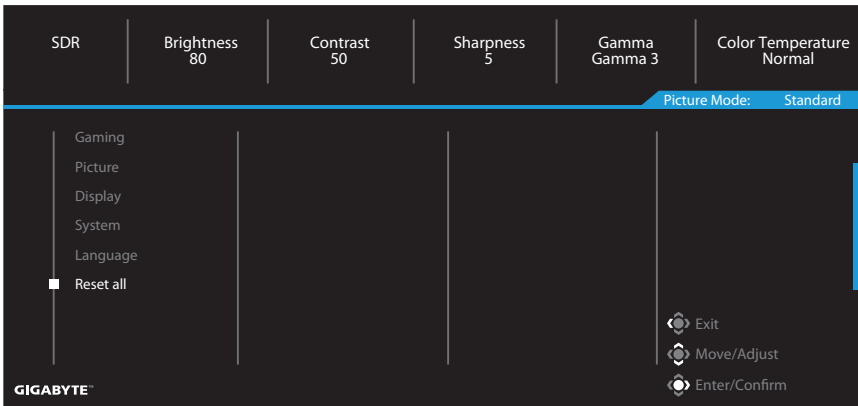 SDR
Brightness
80
Contrast
50
Sharpness
5
Gamma
Gamma 3
Color Temperature
Normal
Picture Mode: Standard
Gaming
Picture
Display
System
Language
Reset all
Exit
Move/Adjust
Enter/Confirm
GIGABYTE™